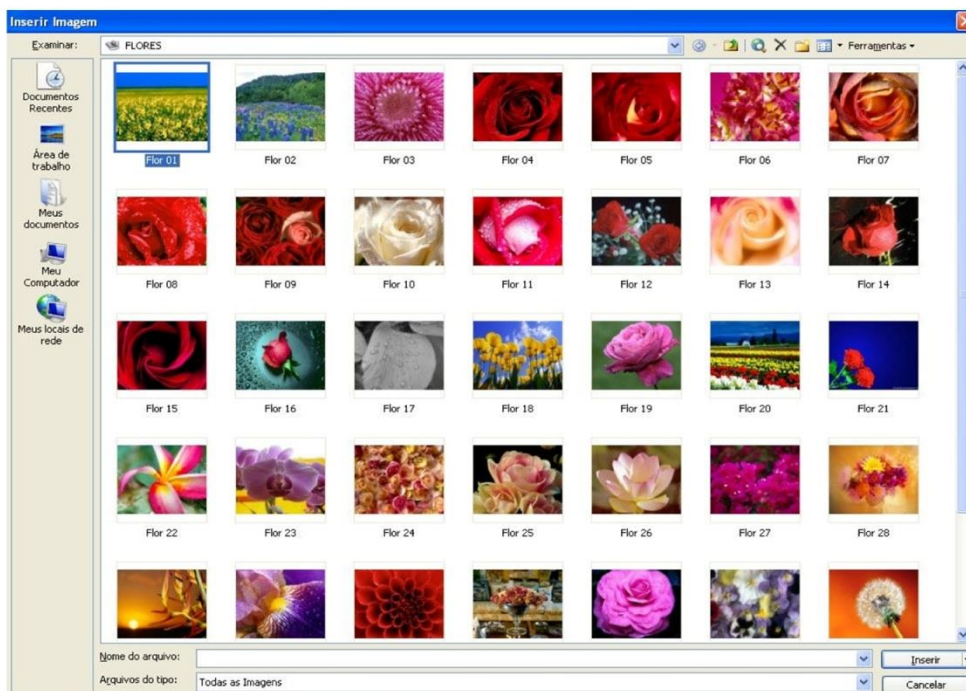 Inserir Imagem
Examinar:
FLORES
Ferramentas
Documentos
Recentes
Área de
trabalho
Meus
documentos
Meu
Computador
Meus locais de
rede
Flor 01
Flor 02
Flor 03
Flor 04
Flor 05
Flor 06
Flor 07
Flor 08
Flor 09
Flor 10
Flor 11
Flor 12
Flor 13
Flor 14
Flor 15
Flor 16
Flor 17
Flor 18
Flor 19
Flor 20
Flor 21
Flor 22
Flor 23
Flor 24
Flor 25
Flor 26
Flor 27
Flor 28
Nome do arquivo:
Inserir
Arquivos do tipo:
Todas as Imagens
Cancelar